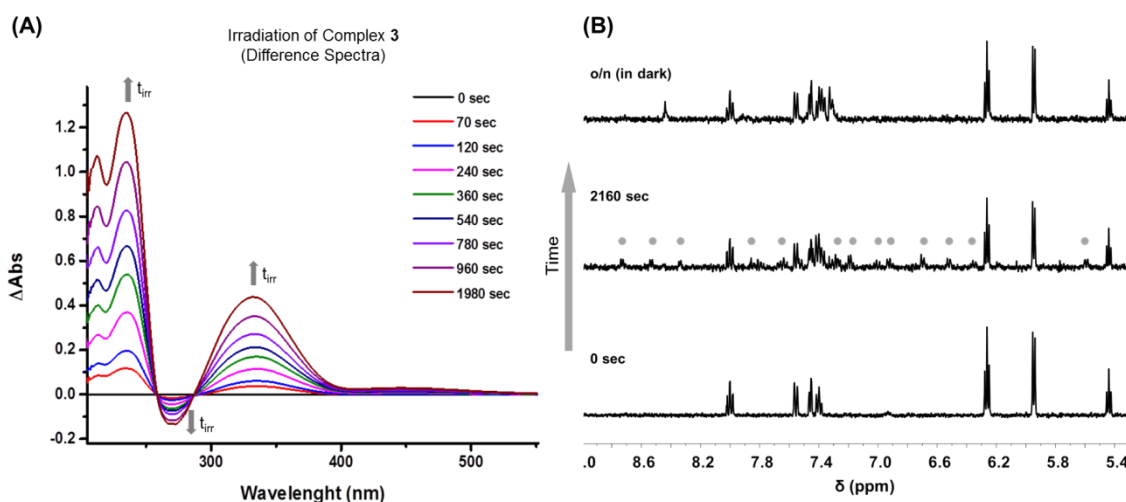 (A)
Irradiation of Complex 3
(Difference Spectra)
t_irr
0 sec
70 sec
120 sec
240 sec
360 sec
540 sec
780 sec
960 sec
1980 sec
t_irr
t_irr
ΔAbs
1.2
1.0
0.8
0.6
0.4
0.2
0.0
-0.2
300
400
500
Wavelenght (nm)
(B)
o/n (in dark)
2160 sec
0 sec
Time
.0
8.6
8.2
7.8
7.4
7.0
6.6
6.2
5.8
5.4
δ (ppm)